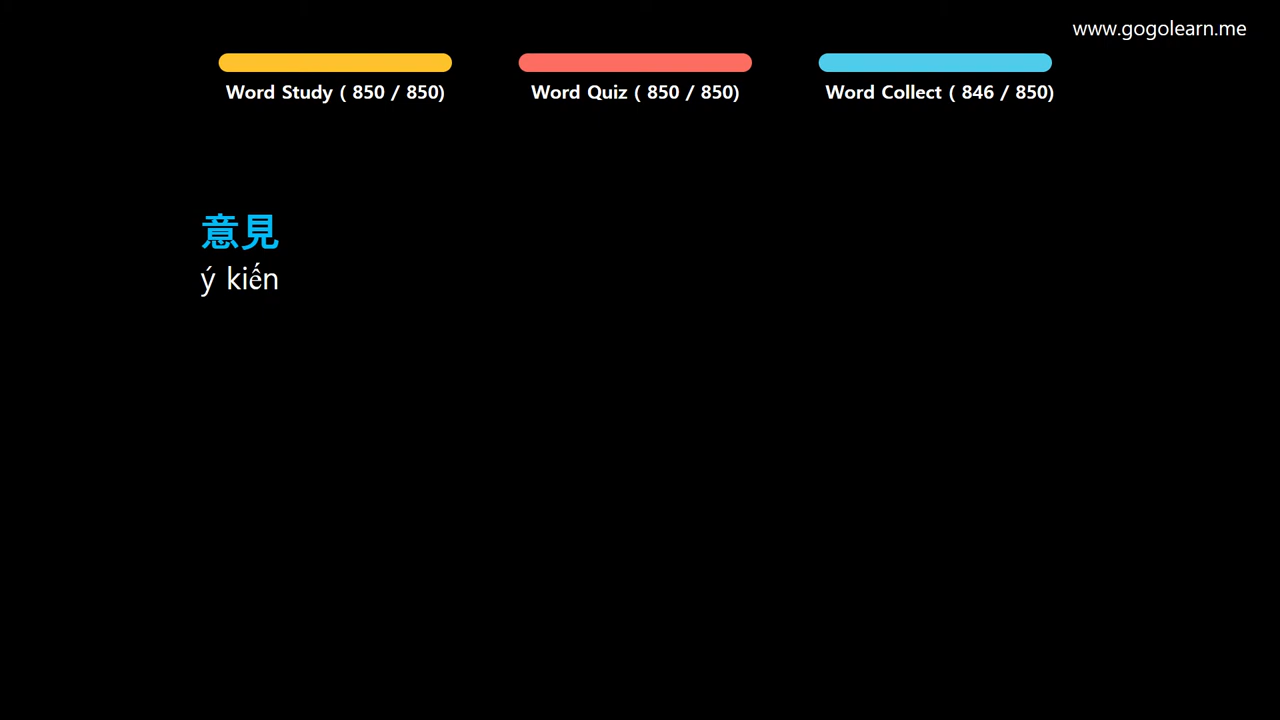 www.gogolearn.me
Word Study ( 850 / 850)
Word Quiz ( 850 / 850)
Word Collect ( 846 / 850)
意見
ý kiến